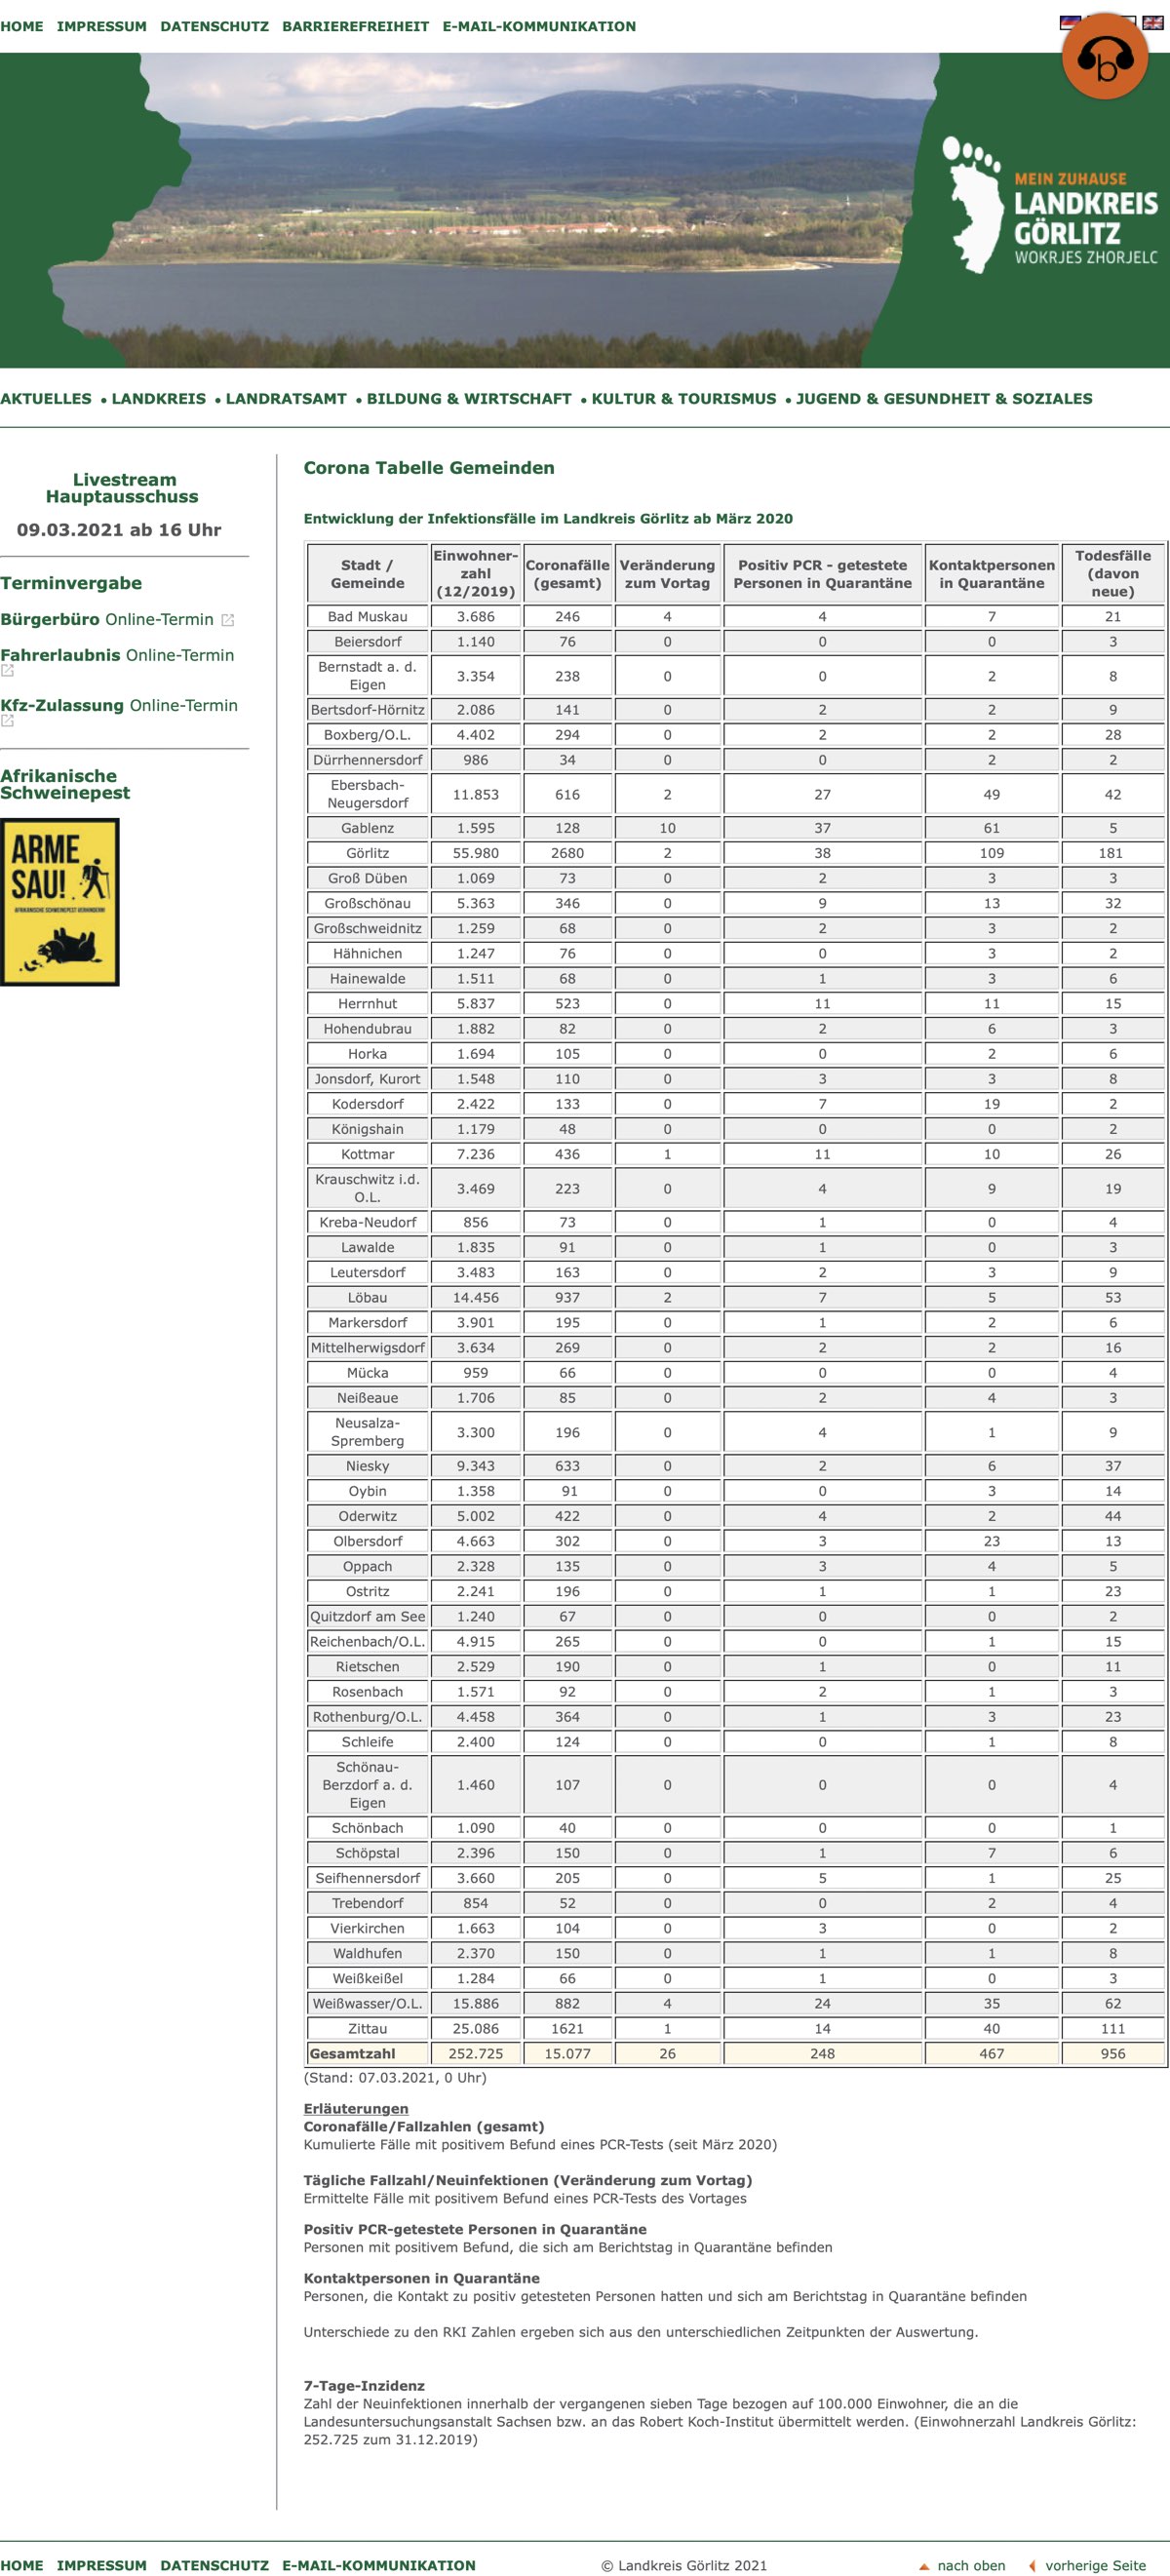 HOME IMPRESSUM DATENSCHUTZ BARRIEREFREIHEIT E-MAIL-KOMMUNIKATION
b
MEIN ZUHAUSE
LANDKREIS
GÖRLITZ
WOKRJES ZHORJELC
AKTUELLES • LANDKREIS • LANDRATSAMT • BILDUNG & WIRTSCHAFT • KULTUR & TOURISMUS • JUGEND & GESUNDHEIT & SOZIALES
Livestream
Hauptausschuss
09.03.2021 ab 16 Uhr
Terminvergabe
Bürgerbüro Online-Termin
Fahrerlaubnis Online-Termin
Kfz-Zulassung Online-Termin
Afrikanische
Schweinepest
ARME
SAU!
AFRIKANISCHE SCHWEINEPEST VERHINDERN!
Corona Tabelle Gemeinden
Entwicklung der Infektionsfälle im Landkreis Görlitz ab März 2020
Stadt / Gemeinde Einwohner-zahl (12/2019) Coronafälle (gesamt) Veränderung zum Vortag Positiv PCR - getestete Personen in Quarantäne Kontaktpersonen in Quarantäne Todesfälle (davon neue)
Bad Muskau 3.686 246 4 4 7 21
Beiersdorf 1.140 76 0 0 0 3
Bernstadt a. d. Eigen 3.354 238 0 0 2 8
Bertsdorf-Hörnitz 2.086 141 0 2 2 9
Boxberg/O.L. 4.402 294 0 2 2 28
Dürrhennersdorf 986 34 0 0 2 2
Ebersbach-Neugersdorf 11.853 616 2 27 49 42
Gablenz 1.595 128 10 37 61 5
Görlitz 55.980 2680 2 38 109 181
Groß Düben 1.069 73 0 2 3 3
Großschönau 5.363 346 0 9 13 32
Großschweidnitz 1.259 68 0 2 3 2
Hähnichen 1.247 76 0 0 3 2
Hainewalde 1.511 68 0 1 3 6
Herrnhut 5.837 523 0 11 11 15
Hohendubrau 1.882 82 0 2 6 3
Horka 1.694 105 0 0 2 6
Jonsdorf, Kurort 1.548 110 0 3 3 8
Kodersdorf 2.422 133 0 7 19 2
Königshain 1.179 48 0 0 0 2
Kottmar 7.236 436 1 11 10 26
Krauschwitz i.d. O.L. 3.469 223 0 4 9 19
Kreba-Neudorf 856 73 0 1 0 4
Lawalde 1.835 91 0 1 0 3
Leutersdorf 3.483 163 0 2 3 9
Löbau 14.456 937 2 7 5 53
Markersdorf 3.901 195 0 1 2 6
Mittelherwigsdorf 3.634 269 0 2 2 16
Mücka 959 66 0 0 0 4
Neißeaue 1.706 85 0 2 4 3
Neusalza-Spremberg 3.300 196 0 4 1 9
Niesky 9.343 633 0 2 6 37
Oybin 1.358 91 0 0 3 14
Oderwitz 5.002 422 0 4 2 44
Olbersdorf 4.663 302 0 3 23 13
Oppach 2.328 135 0 3 4 5
Ostritz 2.241 196 0 1 1 23
Quitzdorf am See 1.240 67 0 0 0 2
Reichenbach/O.L. 4.915 265 0 0 1 15
Rietschen 2.529 190 0 1 0 11
Rosenbach 1.571 92 0 2 1 3
Rothenburg/O.L. 4.458 364 0 1 3 23
Schleife 2.400 124 0 0 1 8
Schönau-Berzdorf a. d. Eigen 1.460 107 0 0 0 4
Schönbach 1.090 40 0 0 0 1
Schöpstal 2.396 150 0 1 7 6
Seifhennersdorf 3.660 205 0 5 1 25
Trebendorf 854 52 0 0 2 4
Vierkirchen 1.663 104 0 3 0 2
Waldhufen 2.370 150 0 1 1 8
Weißkeißel 1.284 66 0 1 0 3
Weißwasser/O.L. 15.886 882 4 24 35 62
Zittau 25.086 1621 1 14 40 111
Gesamtzahl 252.725 15.077 26 248 467 956
(Stand: 07.03.2021, 0 Uhr)
Erläuterungen
Coronafälle/Fallzahlen (gesamt)
Kumulierte Fälle mit positivem Befund eines PCR-Tests (seit März 2020)
Tägliche Fallzahl/Neuinfektionen (Veränderung zum Vortag)
Ermittelte Fälle mit positivem Befund eines PCR-Tests des Vortages
Positiv PCR-getestete Personen in Quarantäne
Personen mit positivem Befund, die sich am Berichtstag in Quarantäne befinden
Kontaktpersonen in Quarantäne
Personen, die Kontakt zu positiv getesteten Personen hatten und sich am Berichtstag in Quarantäne befinden
Unterschiede zu den RKI Zahlen ergeben sich aus den unterschiedlichen Zeitpunkten der Auswertung.
7-Tage-Inzidenz
Zahl der Neuinfektionen innerhalb der vergangenen sieben Tage bezogen auf 100.000 Einwohner, die an die
Landesuntersuchungsanstalt Sachsen bzw. an das Robert Koch-Institut übermittelt werden. (Einwohnerzahl Landkreis Görlitz:
252.725 zum 31.12.2019)
HOME IMPRESSUM DATENSCHUTZ E-MAIL-KOMMUNIKATION © Landkreis Görlitz 2021 nach oben vorherige Seite